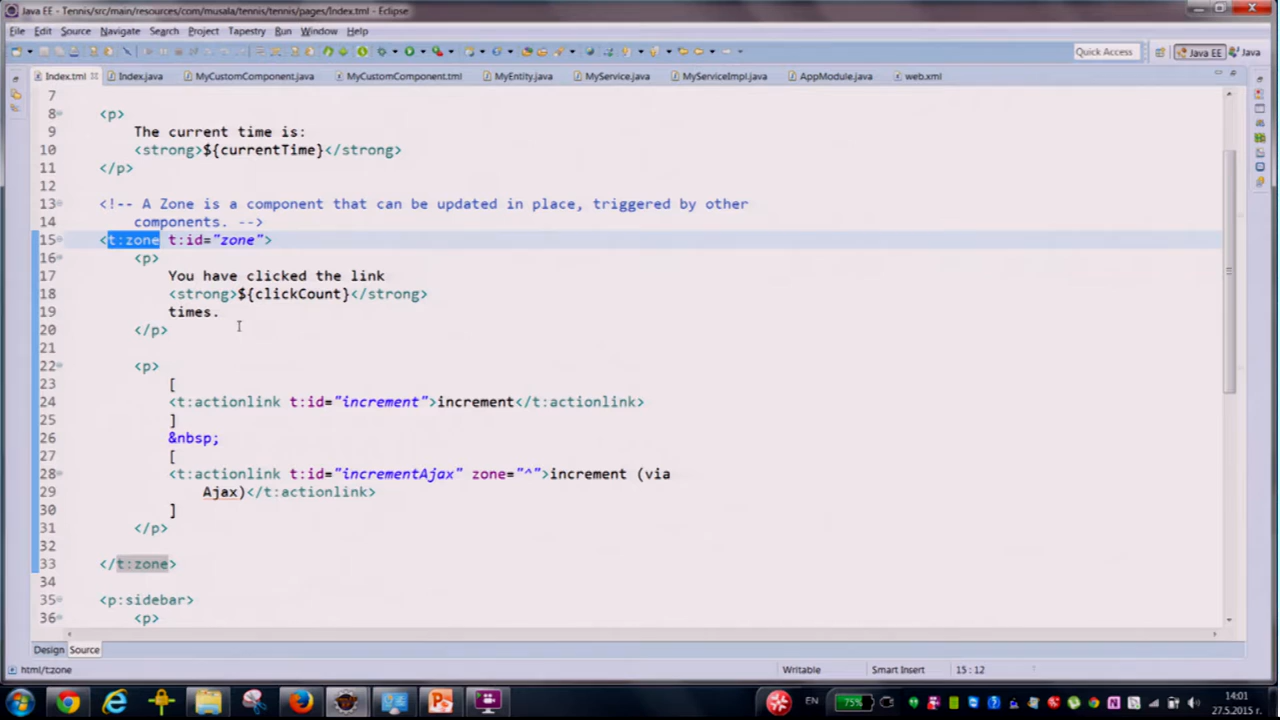 Java EE - Tennis/src/main/resources/com/musala/tennis/tennis/pages/Index.tml - Eclipse
File Edit Source Navigate Search Project Tapestry Run Window Help
Quick Access Java EE Java
Index.tml Index.java MyCustomComponent.java MyCustomComponent.tml MyEntity.java MyService.java MyServiceImpl.java AppModule.java web.xml
7
8 <p>
9 The current time is:
10 <strong>${currentTime}</strong>
11 </p>
12
13 <!-- A Zone is a component that can be updated in place, triggered by other
14 components. -->
15 <t:zone t:id="zone">
16 <p>
17 You have clicked the link
18 <strong>${clickCount}</strong>
19 times.
20 </p>
21
22 <p>
23 [
24 <t:actionlink t:id="increment">increment</t:actionlink>
25 ]
26 &nbsp;
27 [
28 <t:actionlink t:id="incrementAjax" zone="^">increment (via
29 Ajax)</t:actionlink>
30 ]
31 </p>
32
33 </t:zone>
34
35 <p:sidebar>
36 <p>
Design Source
html/t:zone Writable Smart Insert 15 : 12
EN 75% 14:01
27.5.2015 г.